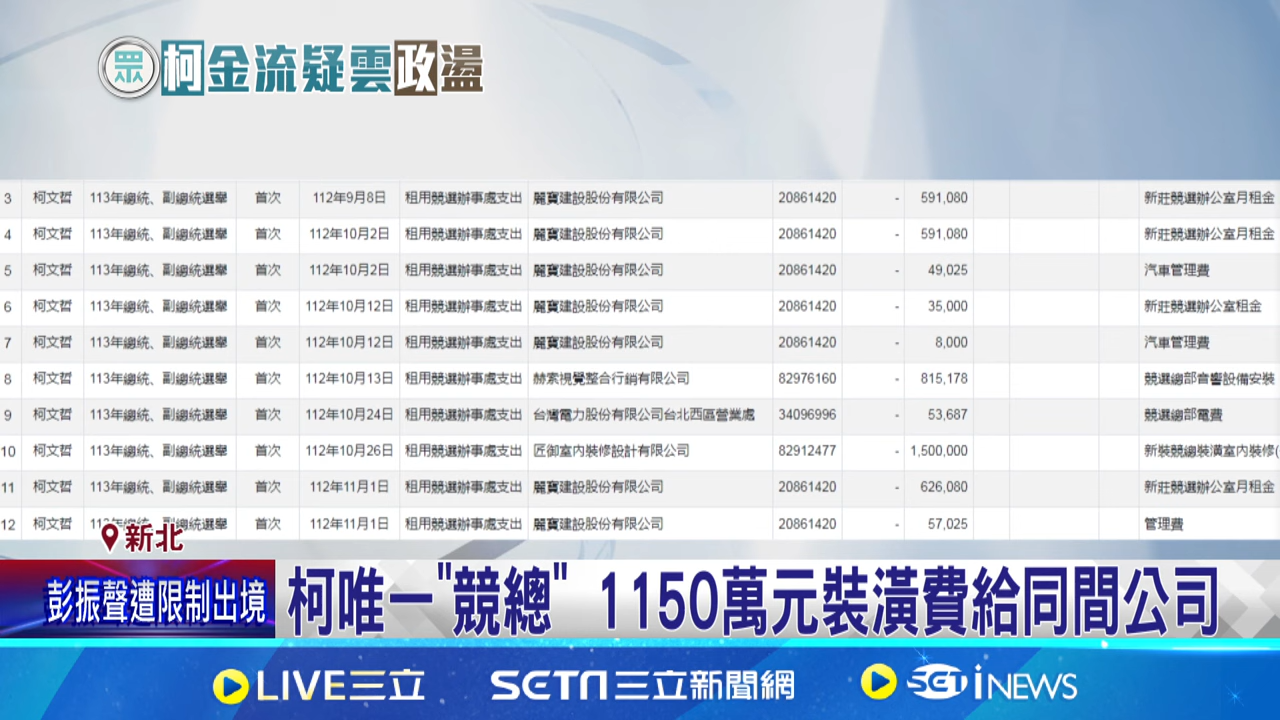 眾 柯金流疑雲政盪
3 柯文哲 113年總統、副總統選舉 首次 112年9月8日 租用競選辦事處支出 麗寶建設股份有限公司 20861420 - 591,080 新莊競選辦公室月租金
4 柯文哲 113年總統、副總統選舉 首次 112年10月2日 租用競選辦事處支出 麗寶建設股份有限公司 20861420 - 591,080 新莊競選辦公室月租金
5 柯文哲 113年總統、副總統選舉 首次 112年10月2日 租用競選辦事處支出 麗寶建設股份有限公司 20861420 - 49,025 汽車管理費
6 柯文哲 113年總統、副總統選舉 首次 112年10月12日 租用競選辦事處支出 麗寶建設股份有限公司 20861420 - 35,000 新莊競選辦公室租金
7 柯文哲 113年總統、副總統選舉 首次 112年10月12日 租用競選辦事處支出 麗寶建設股份有限公司 20861420 - 8,000 汽車管理費
8 柯文哲 113年總統、副總統選舉 首次 112年10月13日 租用競選辦事處支出 赫索視覺整合行銷有限公司 82976160 - 815,178 競選總部音響設備安裝
9 柯文哲 113年總統、副總統選舉 首次 112年10月24日 租用競選辦事處支出 台灣電力股份有限公司台北西區營業處 34096996 - 53,687 競選總部電費
10 柯文哲 113年總統、副總統選舉 首次 112年10月26日 租用競選辦事處支出 匠御室內裝修設計有限公司 82912477 - 1,500,000 新裝競總裝潢室內裝修(
11 柯文哲 113年總統、副總統選舉 首次 112年11月1日 租用競選辦事處支出 麗寶建設股份有限公司 20861420 - 626,080 新莊競選辦公室月租金
12 柯文哲 113年總統、副總統選舉 首次 112年11月1日 租用競選辦事處支出 麗寶建設股份有限公司 20861420 - 57,025 管理費
新北
彭振聲遭限制出境 柯唯一"競總" 1150萬元裝潢費給同間公司
LIVE三立 SETN三立新聞網 SETiNEWS